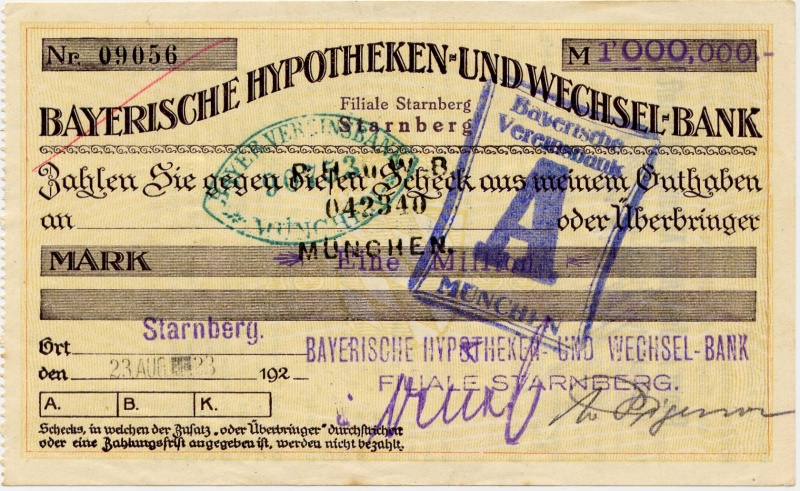 Nr. 09056
M 1'000,000.-
BAYERISCHE HYPOTHEKEN- UND WECHSEL-BANK
Filiale Starnberg
Starnberg
BAYER. VEREINSBANK
MÜNCHEN
Bayerische
Vereinsbank
A
MÜNCHEN
Zahlen Sie gegen diesen Scheck aus meinem Guthaben
042340
an oder Überbringer
MÜNCHEN.
MARK Eine Million
Starnberg.
Ort
den 23. AUG. 23 192
BAYERISCHE HYPOTHEKEN- UND WECHSEL-BANK
FILIALE STARNBERG.
A. B. K.
Schecks, in welchen der Zusatz „oder Überbringer" durchstrichen
oder eine Zahlungsfrist angegeben ist, werden nicht bezahlt.